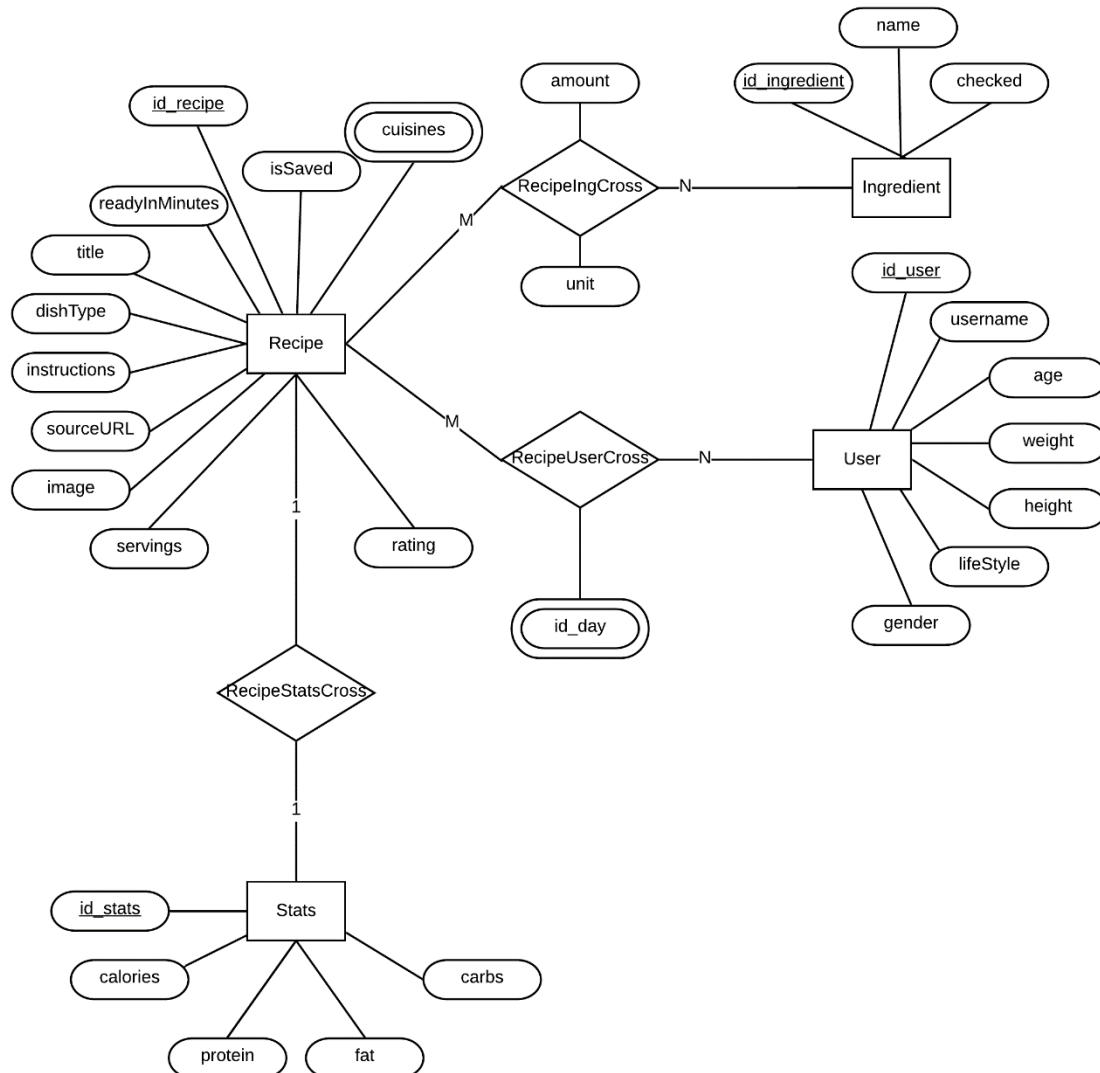 name
amount
id_ingredient
checked
id_recipe
cuisines
isSaved
RecipeIngCross
N
Ingredient
readyInMinutes
M
title
unit
id_user
dishType
username
Recipe
instructions
age
sourceURL
M
RecipeUserCross
N
User
weight
image
1
height
servings
rating
lifeStyle
id_day
gender
RecipeStatsCross
1
id_stats
Stats
calories
carbs
protein
fat